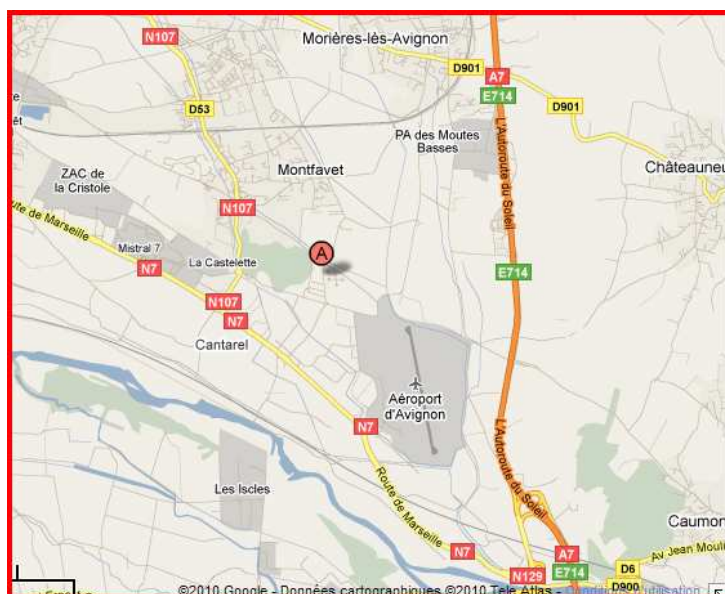 N107
Morières-lès-Avignon
D901
A7
E714
D53
D901
L'Autoroute du Soleil
PA des Moutes
Basses
Montfavet
Châteauneu
ZAC de
la Cristole
N107
Route de Marseille
Mistral 7
La Castelette
N7
E714
N107
N7
Cantarel
Aéroport
d'Avignon
N7
L'Autoroute du Soleil
Route de Marseille
Les Iscles
Caumon
N7
A7
Av Jean Mouli
D6
N129
E714
D900
©2010 Google - Données cartographiques ©2010 Tele Atlas - Conditions d'utilisation
A